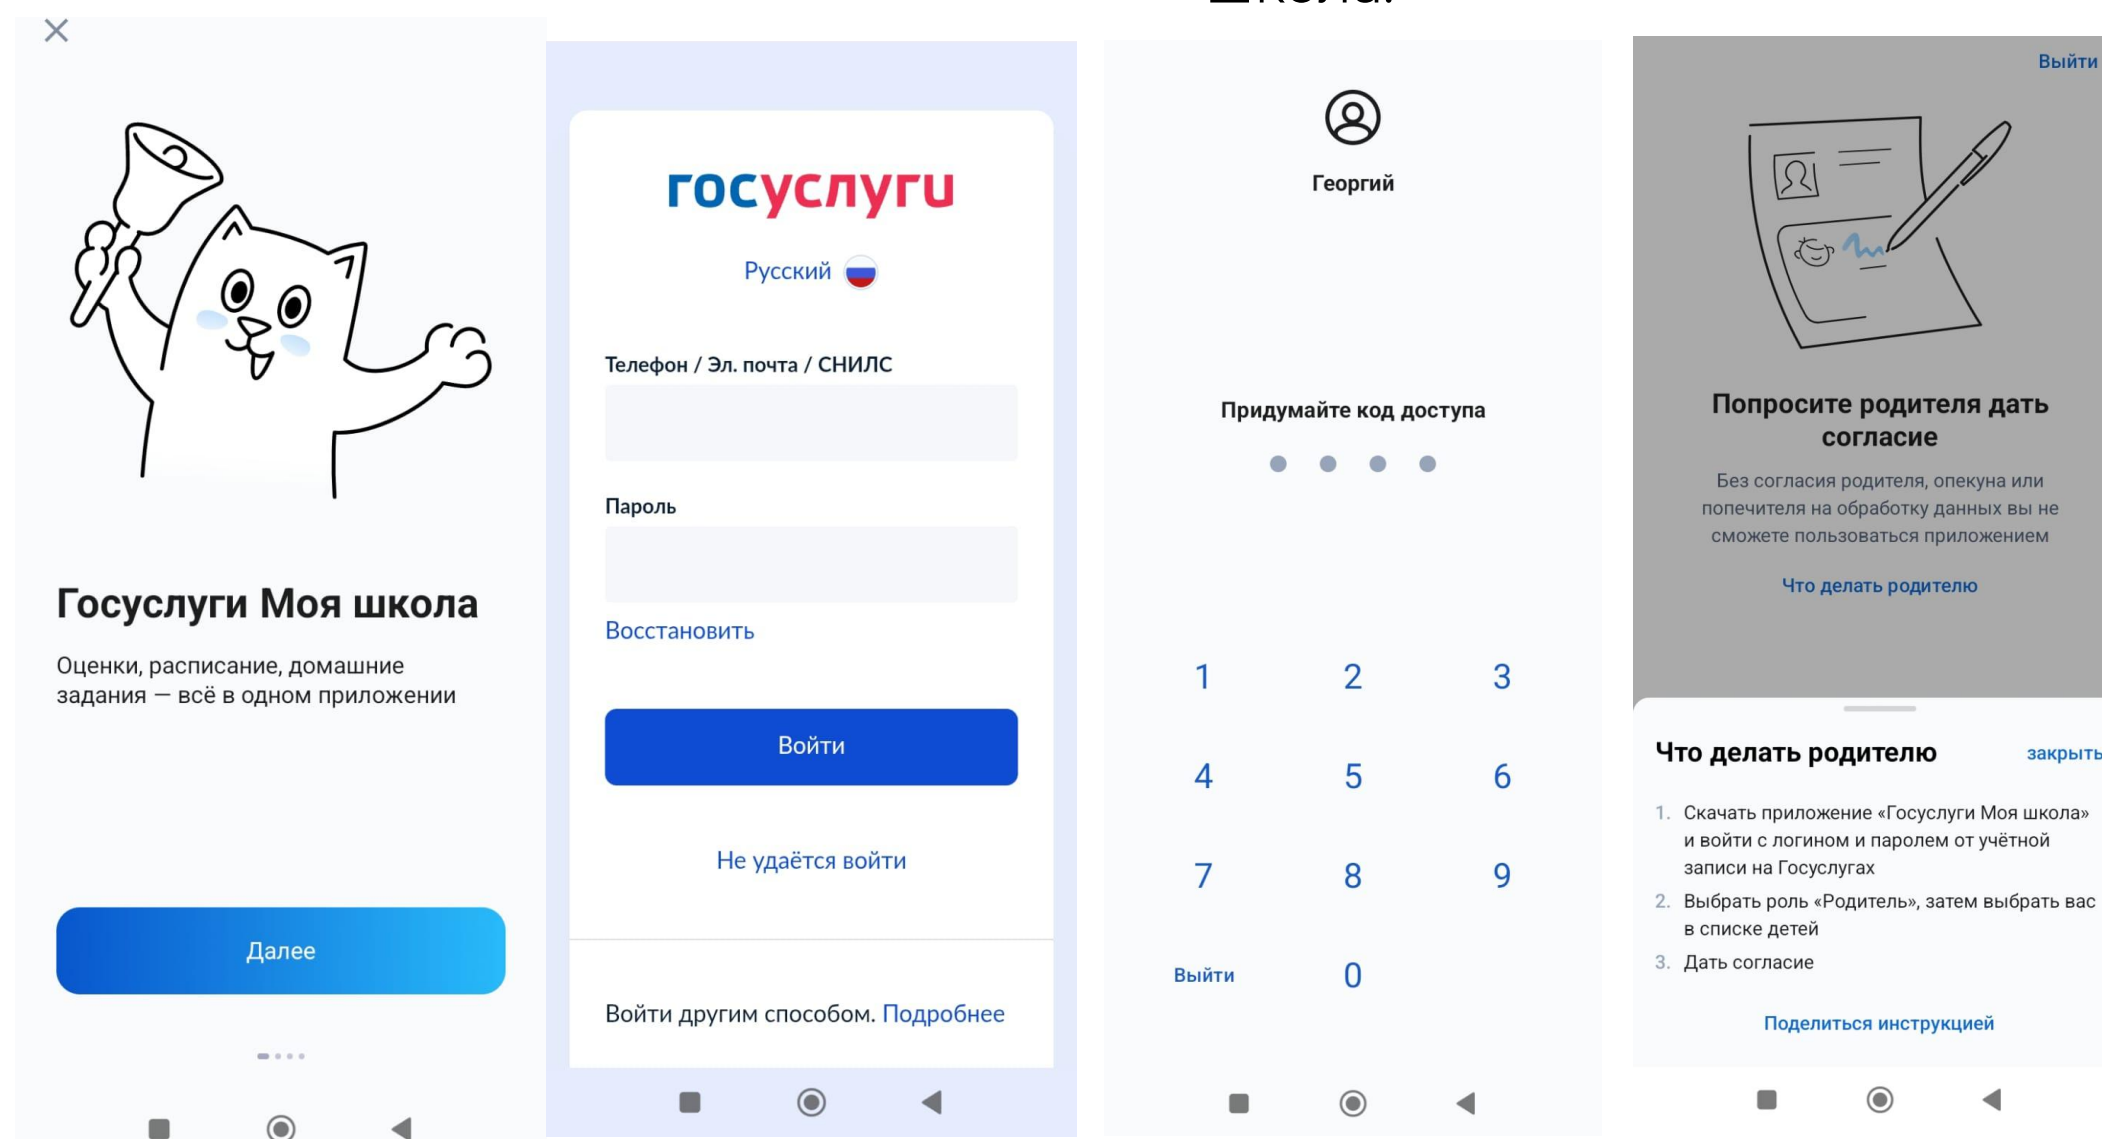 школа.
Госуслуги Моя школа
Оценки, расписание, домашние
задания — всё в одном приложении
Далее
госуслуги
Русский
Телефон / Эл. почта / СНИЛС
Пароль
Восстановить
Войти
Не удаётся войти
Войти другим способом. Подробнее
Георгий
Придумайте код доступа
1 2 3
4 5 6
7 8 9
Выйти 0
Выйти
Попросите родителя дать
согласие
Без согласия родителя, опекуна или
попечителя на обработку данных вы не
сможете пользоваться приложением
Что делать родителю
Что делать родителю закрыть
1. Скачать приложение «Госуслуги Моя школа»
и войти с логином и паролем от учётной
записи на Госуслугах
2. Выбрать роль «Родитель», затем выбрать вас
в списке детей
3. Дать согласие
Поделиться инструкцией